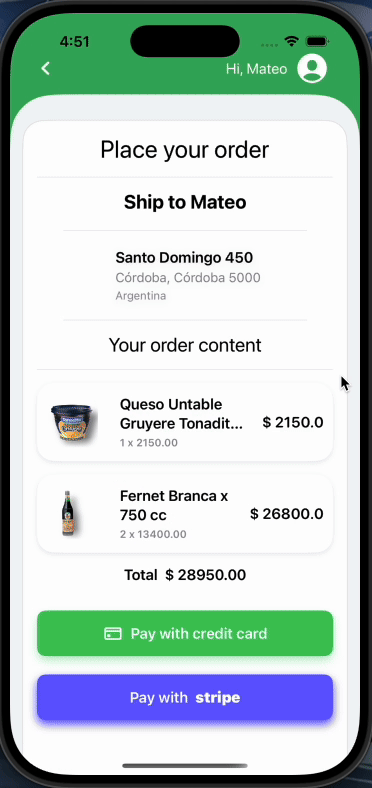 4:51
Hi, Mateo
Place your order
Ship to Mateo
Santo Domingo 450
Córdoba, Córdoba 5000
Argentina
Your order content
Queso Untable
Gruyere Tonadit...
$ 2150.0
1 x 2150.00
Fernet Branca x
750 cc
$ 26800.0
2 x 13400.00
Total $ 28950.00
Pay with credit card
Pay with stripe